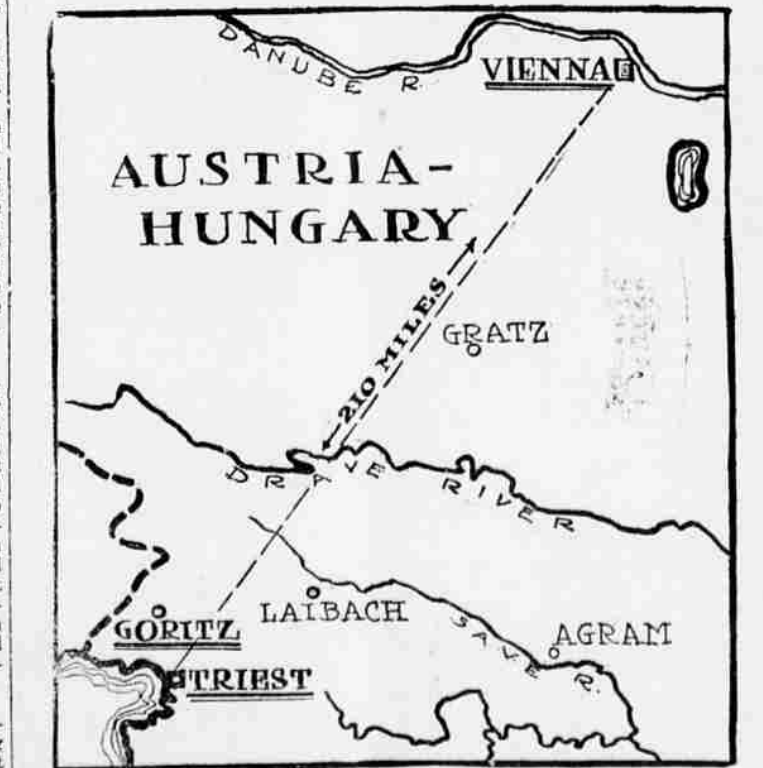 DANUBE R.
VIENNA
AUSTRIA-
HUNGARY
210 MILES
GRATZ
DRAVE RIVER
GORITZ
LAIBACH
SAVE R.
AGRAM
TRIEST